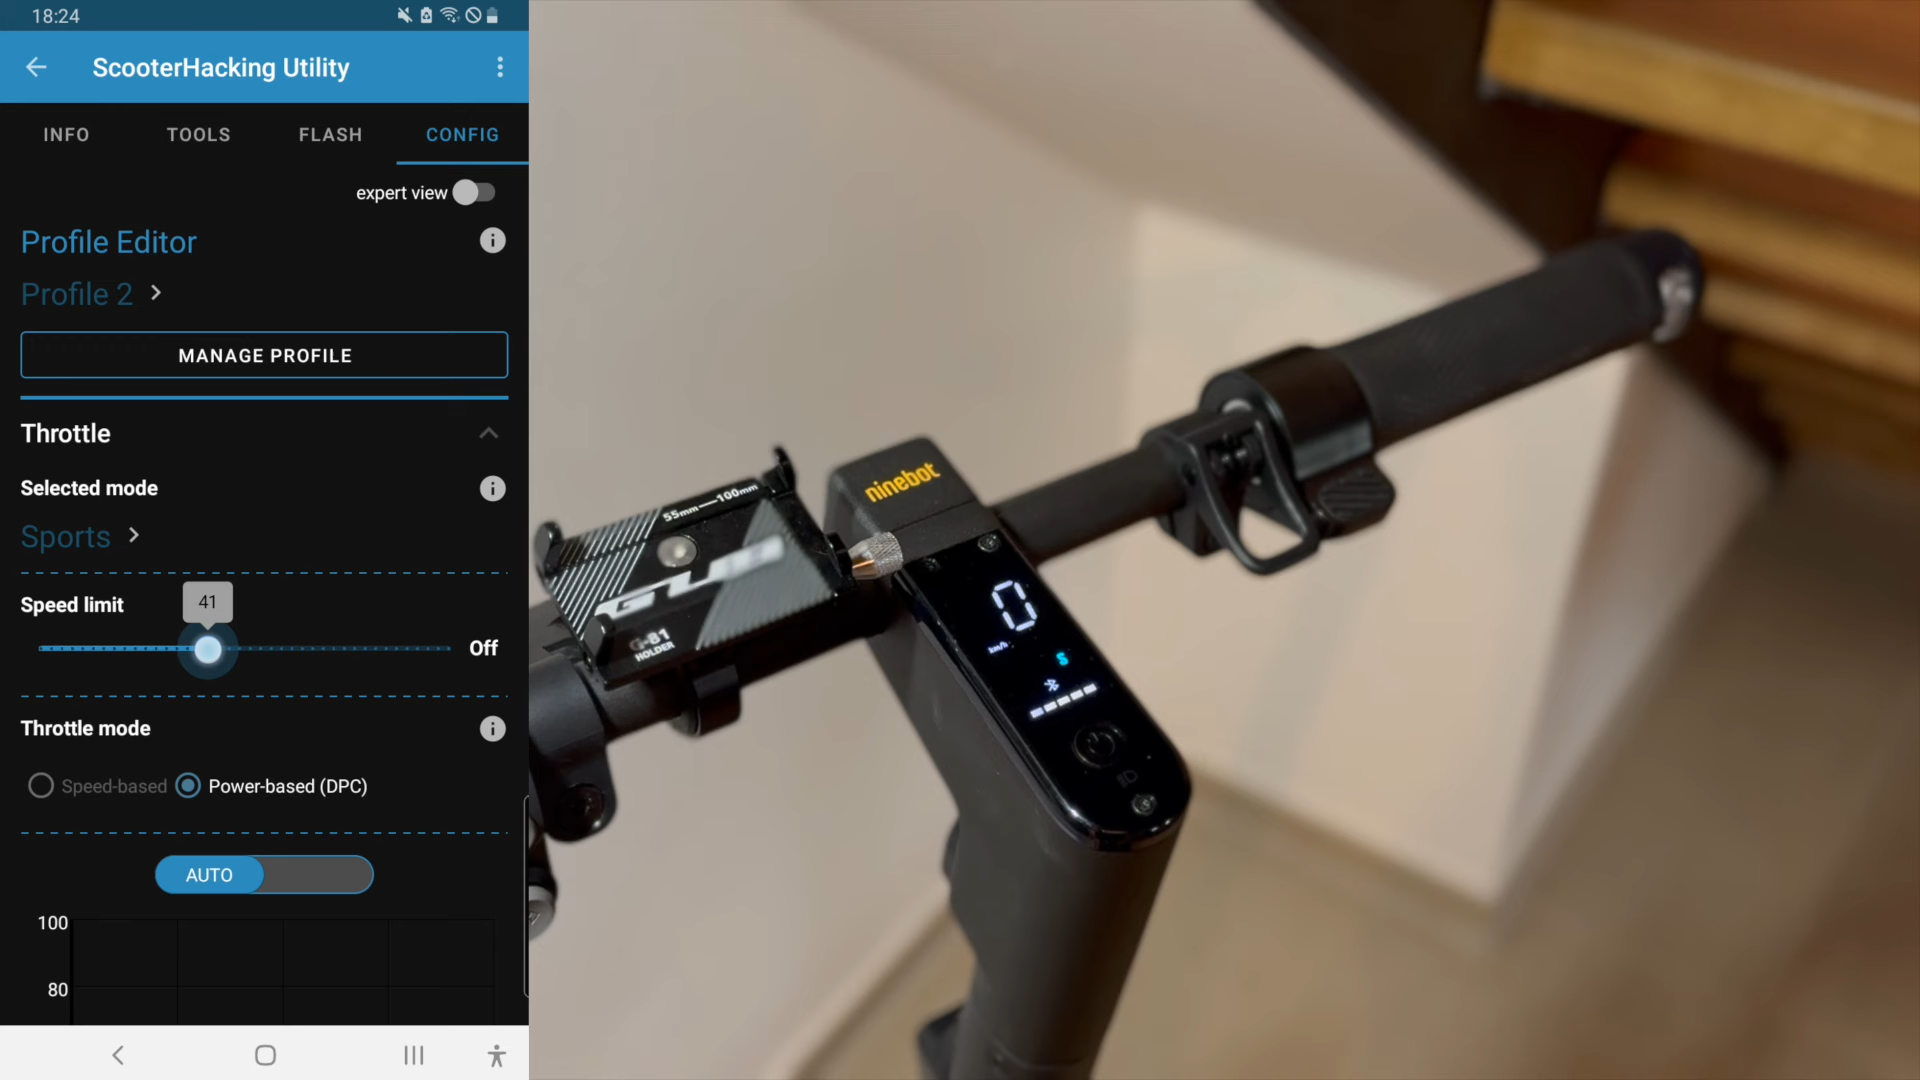 18:24
ScooterHacking Utility
INFO TOOLS FLASH CONFIG
expert view
Profile Editor
Profile 2
MANAGE PROFILE
Throttle
Selected mode
Sports
Speed limit
41
Off
Throttle mode
Speed-based Power-based (DPC)
AUTO
100
80
ninebot
55mm—100mm
GUB
G-81
HOLDER
0
km/h
S